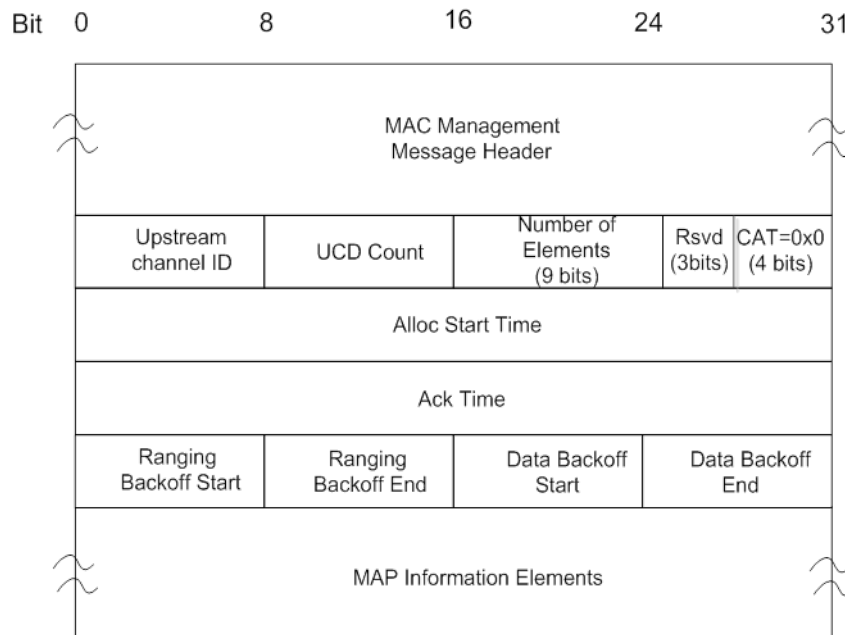 Bit 0 8 16 24 31
MAC Management
Message Header
Upstream
channel ID
UCD Count
Number of
Elements
(9 bits)
Rsvd
(3bits)
CAT=0x0
(4 bits)
Alloc Start Time
Ack Time
Ranging
Backoff Start
Ranging
Backoff End
Data Backoff
Start
Data Backoff
End
MAP Information Elements